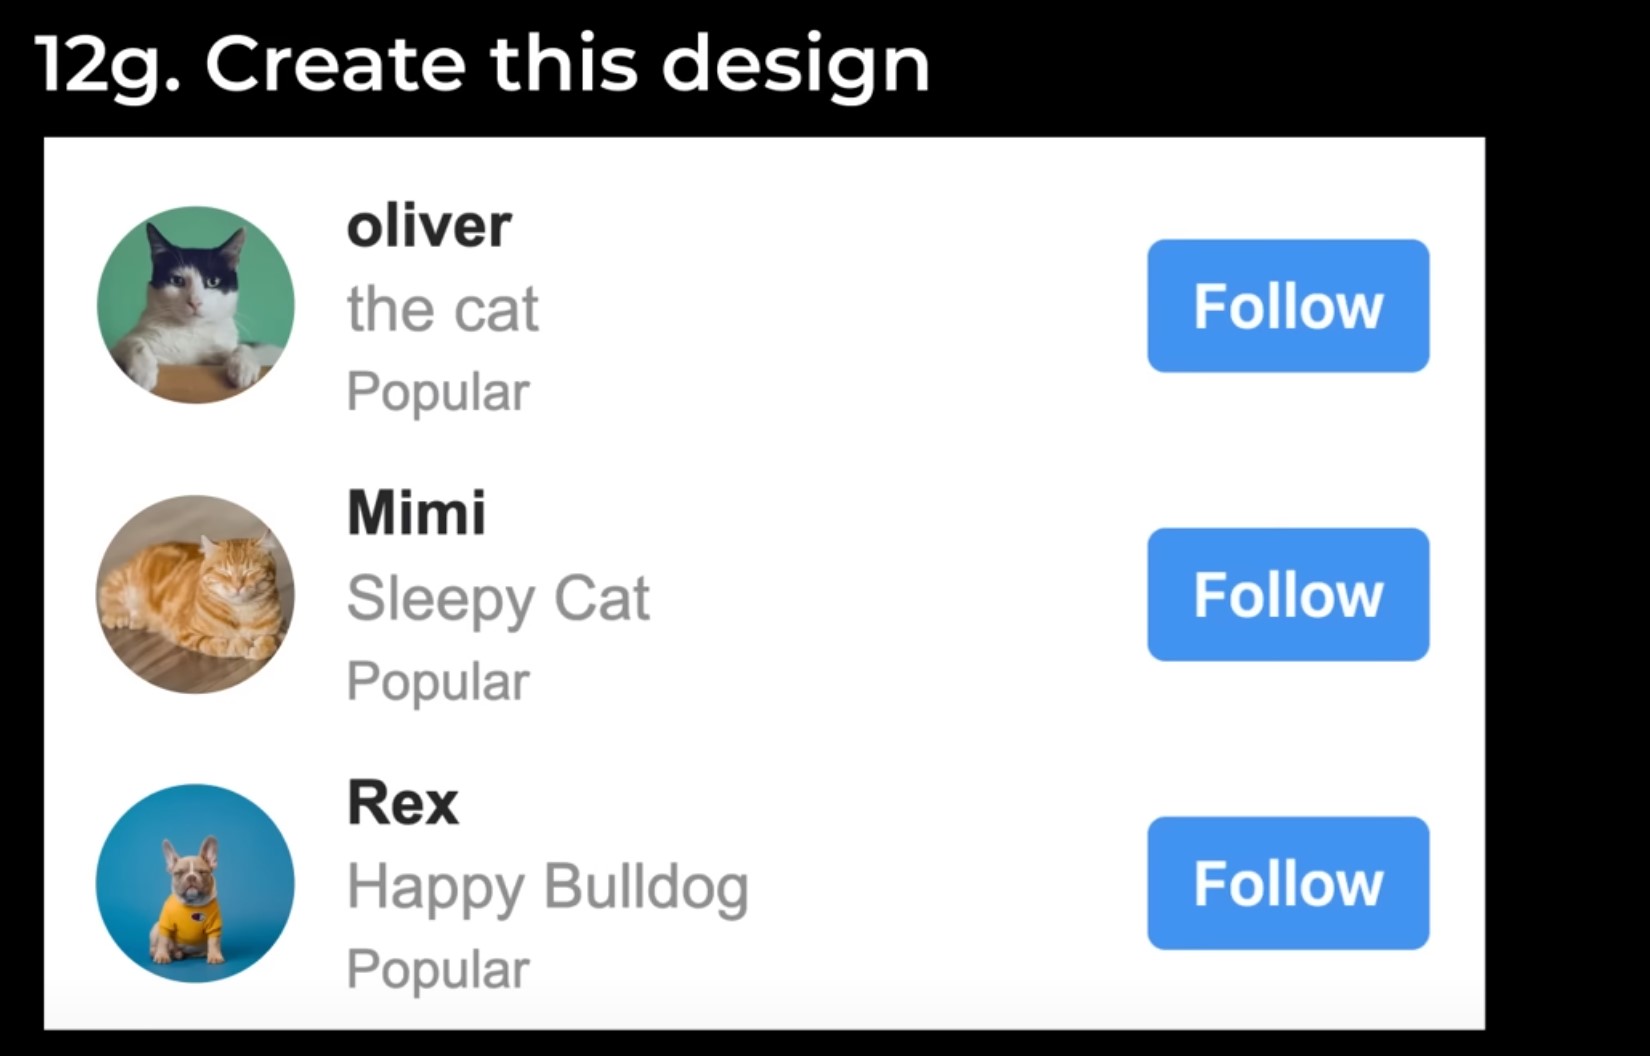 12g. Create this design
oliver
the cat
Popular
Follow
Mimi
Sleepy Cat
Popular
Follow
Rex
Happy Bulldog
Popular
Follow